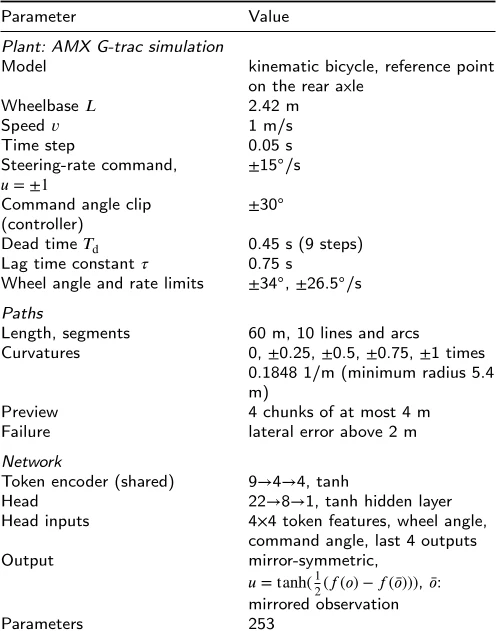 Parameter Value
Plant: AMX G-trac simulation
Model kinematic bicycle, reference point
on the rear axle
Wheelbase L 2.42 m
Speed v 1 m/s
Time step 0.05 s
Steering-rate command, ±15°/s
u = ±1
Command angle clip ±30°
(controller)
Dead time T_d 0.45 s (9 steps)
Lag time constant τ 0.75 s
Wheel angle and rate limits ±34°, ±26.5°/s
Paths
Length, segments 60 m, 10 lines and arcs
Curvatures 0, ±0.25, ±0.5, ±0.75, ±1 times
0.1848 1/m (minimum radius 5.4
m)
Preview 4 chunks of at most 4 m
Failure lateral error above 2 m
Network
Token encoder (shared) 9→4→4, tanh
Head 22→8→1, tanh hidden layer
Head inputs 4×4 token features, wheel angle,
command angle, last 4 outputs
Output mirror-symmetric,
u = tanh(½(f(o) − f(ō))), ō:
mirrored observation
Parameters 253